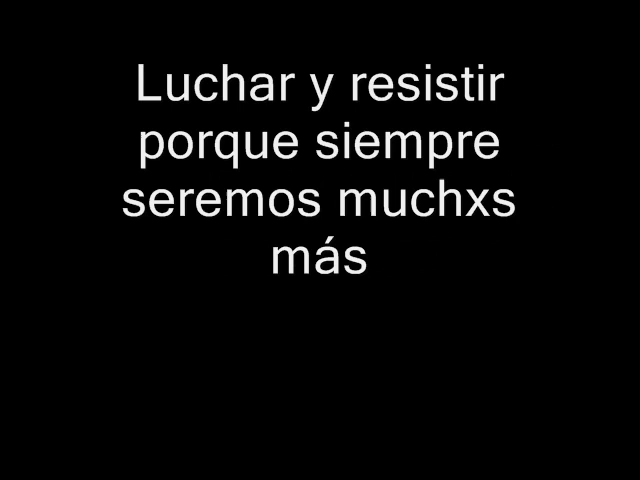 Luchar y resistir
porque siempre
seremos muchxs
más